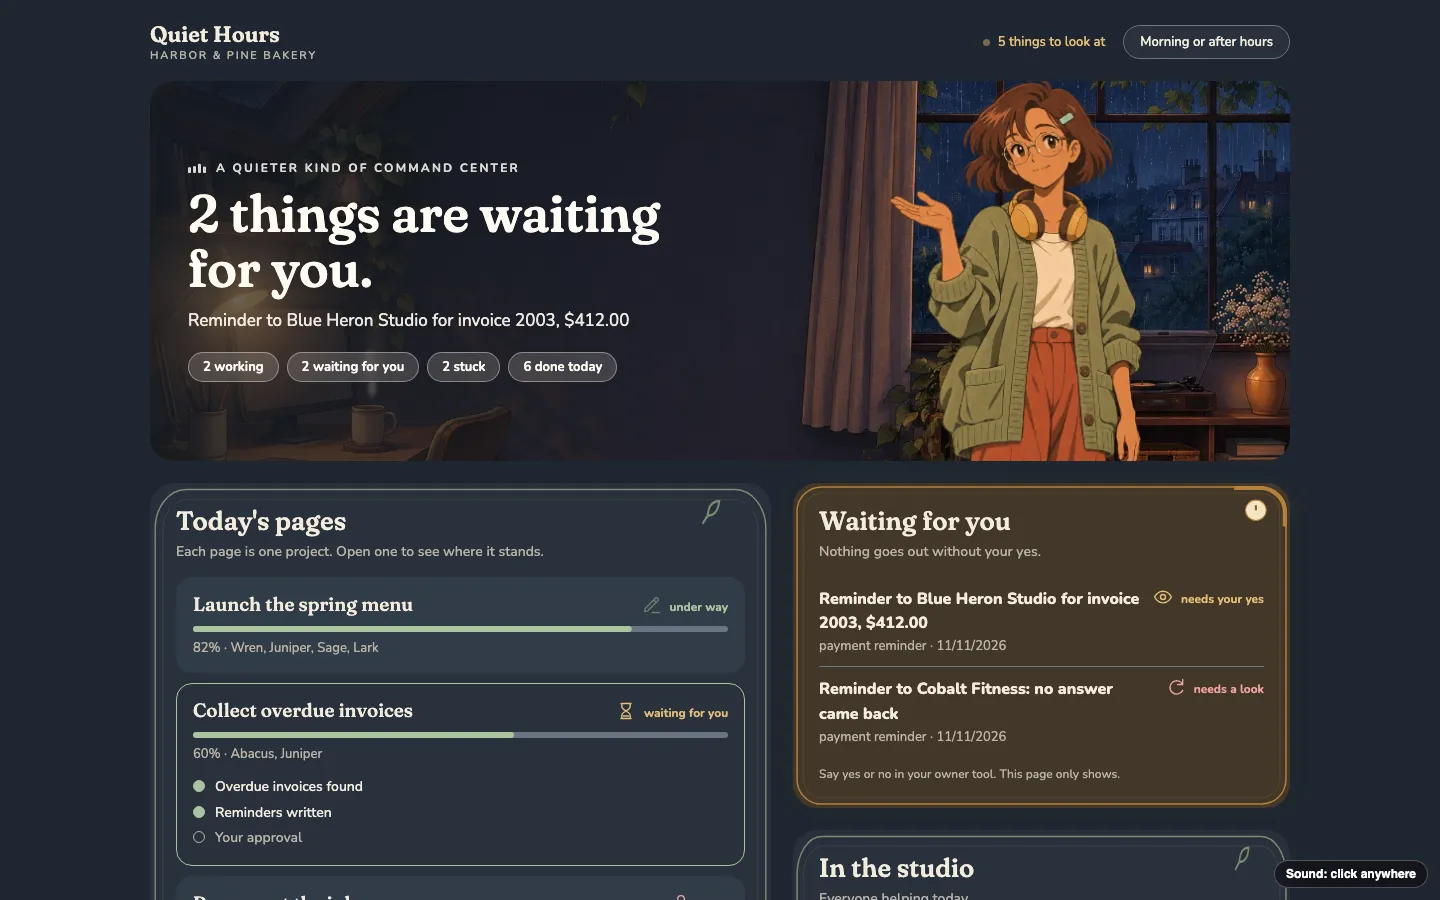 Quiet Hours
HARBOR & PINE BAKERY
5 things to look at
Morning or after hours
A QUIETER KIND OF COMMAND CENTER
2 things are waiting
for you.
Reminder to Blue Heron Studio for invoice 2003, $412.00
2 working
2 waiting for you
2 stuck
6 done today
Today's pages
Each page is one project. Open one to see where it stands.
Launch the spring menu
under way
82% · Wren, Juniper, Sage, Lark
Collect overdue invoices
waiting for you
60% · Abacus, Juniper
Overdue invoices found
Reminders written
Your approval
Waiting for you
Nothing goes out without your yes.
Reminder to Blue Heron Studio for invoice
2003, $412.00
needs your yes
payment reminder · 11/11/2026
Reminder to Cobalt Fitness: no answer
came back
needs a look
payment reminder · 11/11/2026
Say yes or no in your owner tool. This page only shows.
In the studio
Everyone helping today
Sound: click anywhere